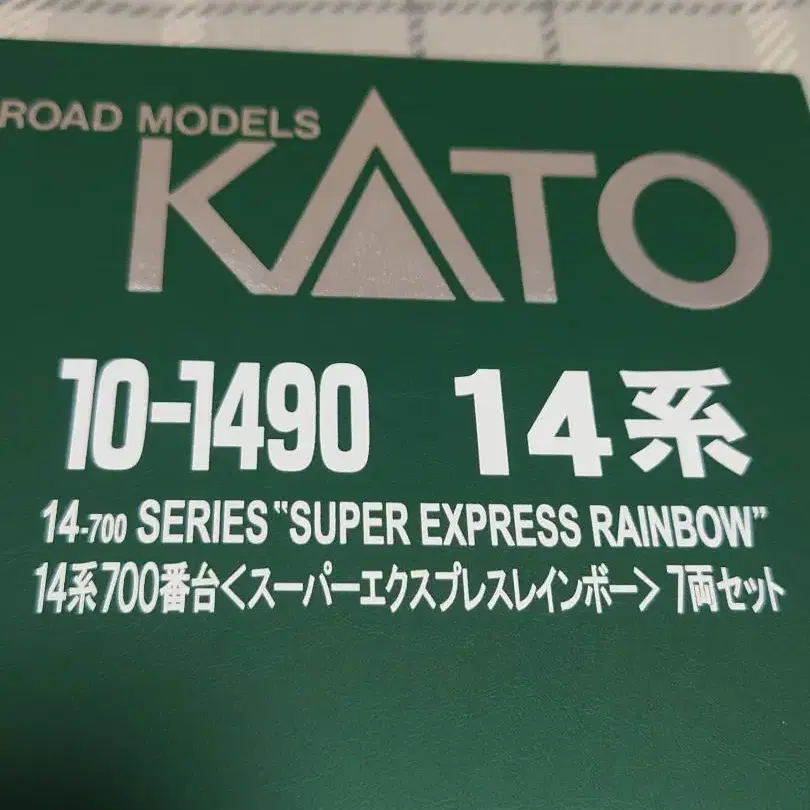 ROAD MODELS
KATO
10-1490 14系
14-700 SERIES "SUPER EXPRESS RAINBOW"
14系700番台<スーパーエクスプレスレインボー> 7両セット